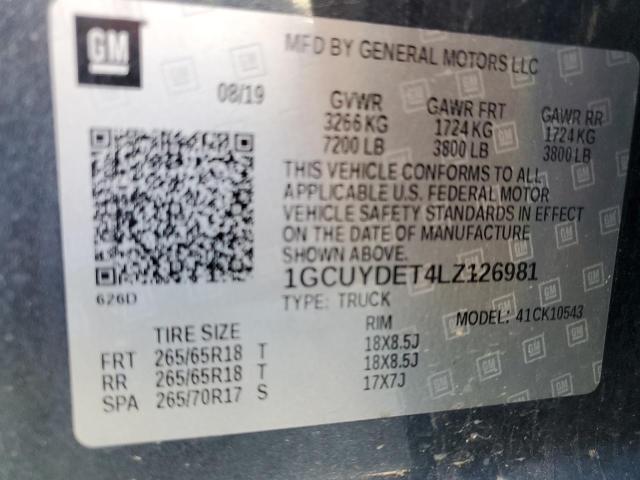 GM
MFD BY GENERAL MOTORS LLC
08/19
GVWR GAWR FRT GAWR RR
3266 KG 1724 KG 1724 KG
7200 LB 3800 LB 3800 LB
THIS VEHICLE CONFORMS TO ALL
APPLICABLE U.S. FEDERAL MOTOR
VEHICLE SAFETY STANDARDS IN EFFECT
ON THE DATE OF MANUFACTURE
SHOWN ABOVE.
1GCUYDET4LZ126981
626D
TYPE: TRUCK
MODEL: 41CK10543
TIRE SIZE RIM
FRT 265/65R18 T 18X8.5J
RR 265/65R18 T 18X8.5J
SPA 265/70R17 S 17X7J